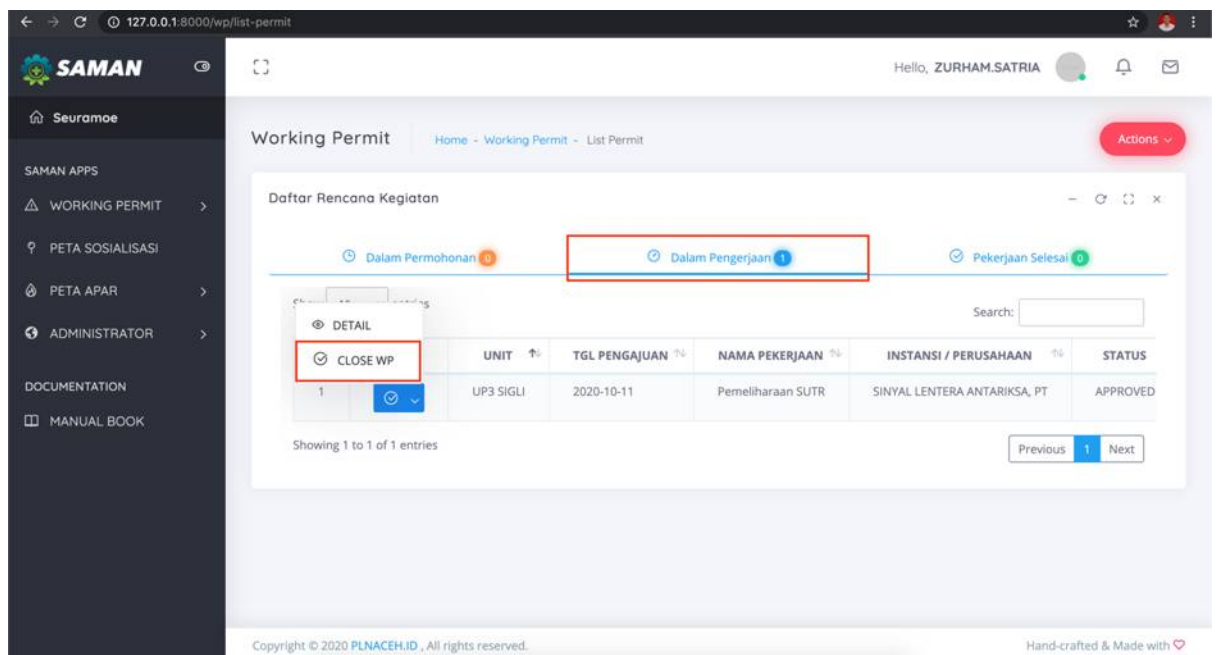 127.0.0.1:8000/wp/list-permit
SAMAN
Hello, ZURHAM.SATRIA
Seuramoe
Working Permit
Home - Working Permit - List Permit
Actions
SAMAN APPS
WORKING PERMIT
PETA SOSIALISASI
PETA APAR
ADMINISTRATOR
DOCUMENTATION
MANUAL BOOK
Daftar Rencana Kegiatan
Dalam Permohonan 0
Dalam Pengerjaan 1
Pekerjaan Selesai 0
Search:
DETAIL
CLOSE WP
UNIT TGL PENGAJUAN NAMA PEKERJAAN INSTANSI / PERUSAHAAN STATUS
1 UP3 SIGLI 2020-10-11 Pemeliharaan SUTR SINYAL LENTERA ANTARIKSA, PT APPROVED
Showing 1 to 1 of 1 entries
Previous 1 Next
Copyright © 2020 PLNACEH.ID , All rights reserved.
Hand-crafted & Made with